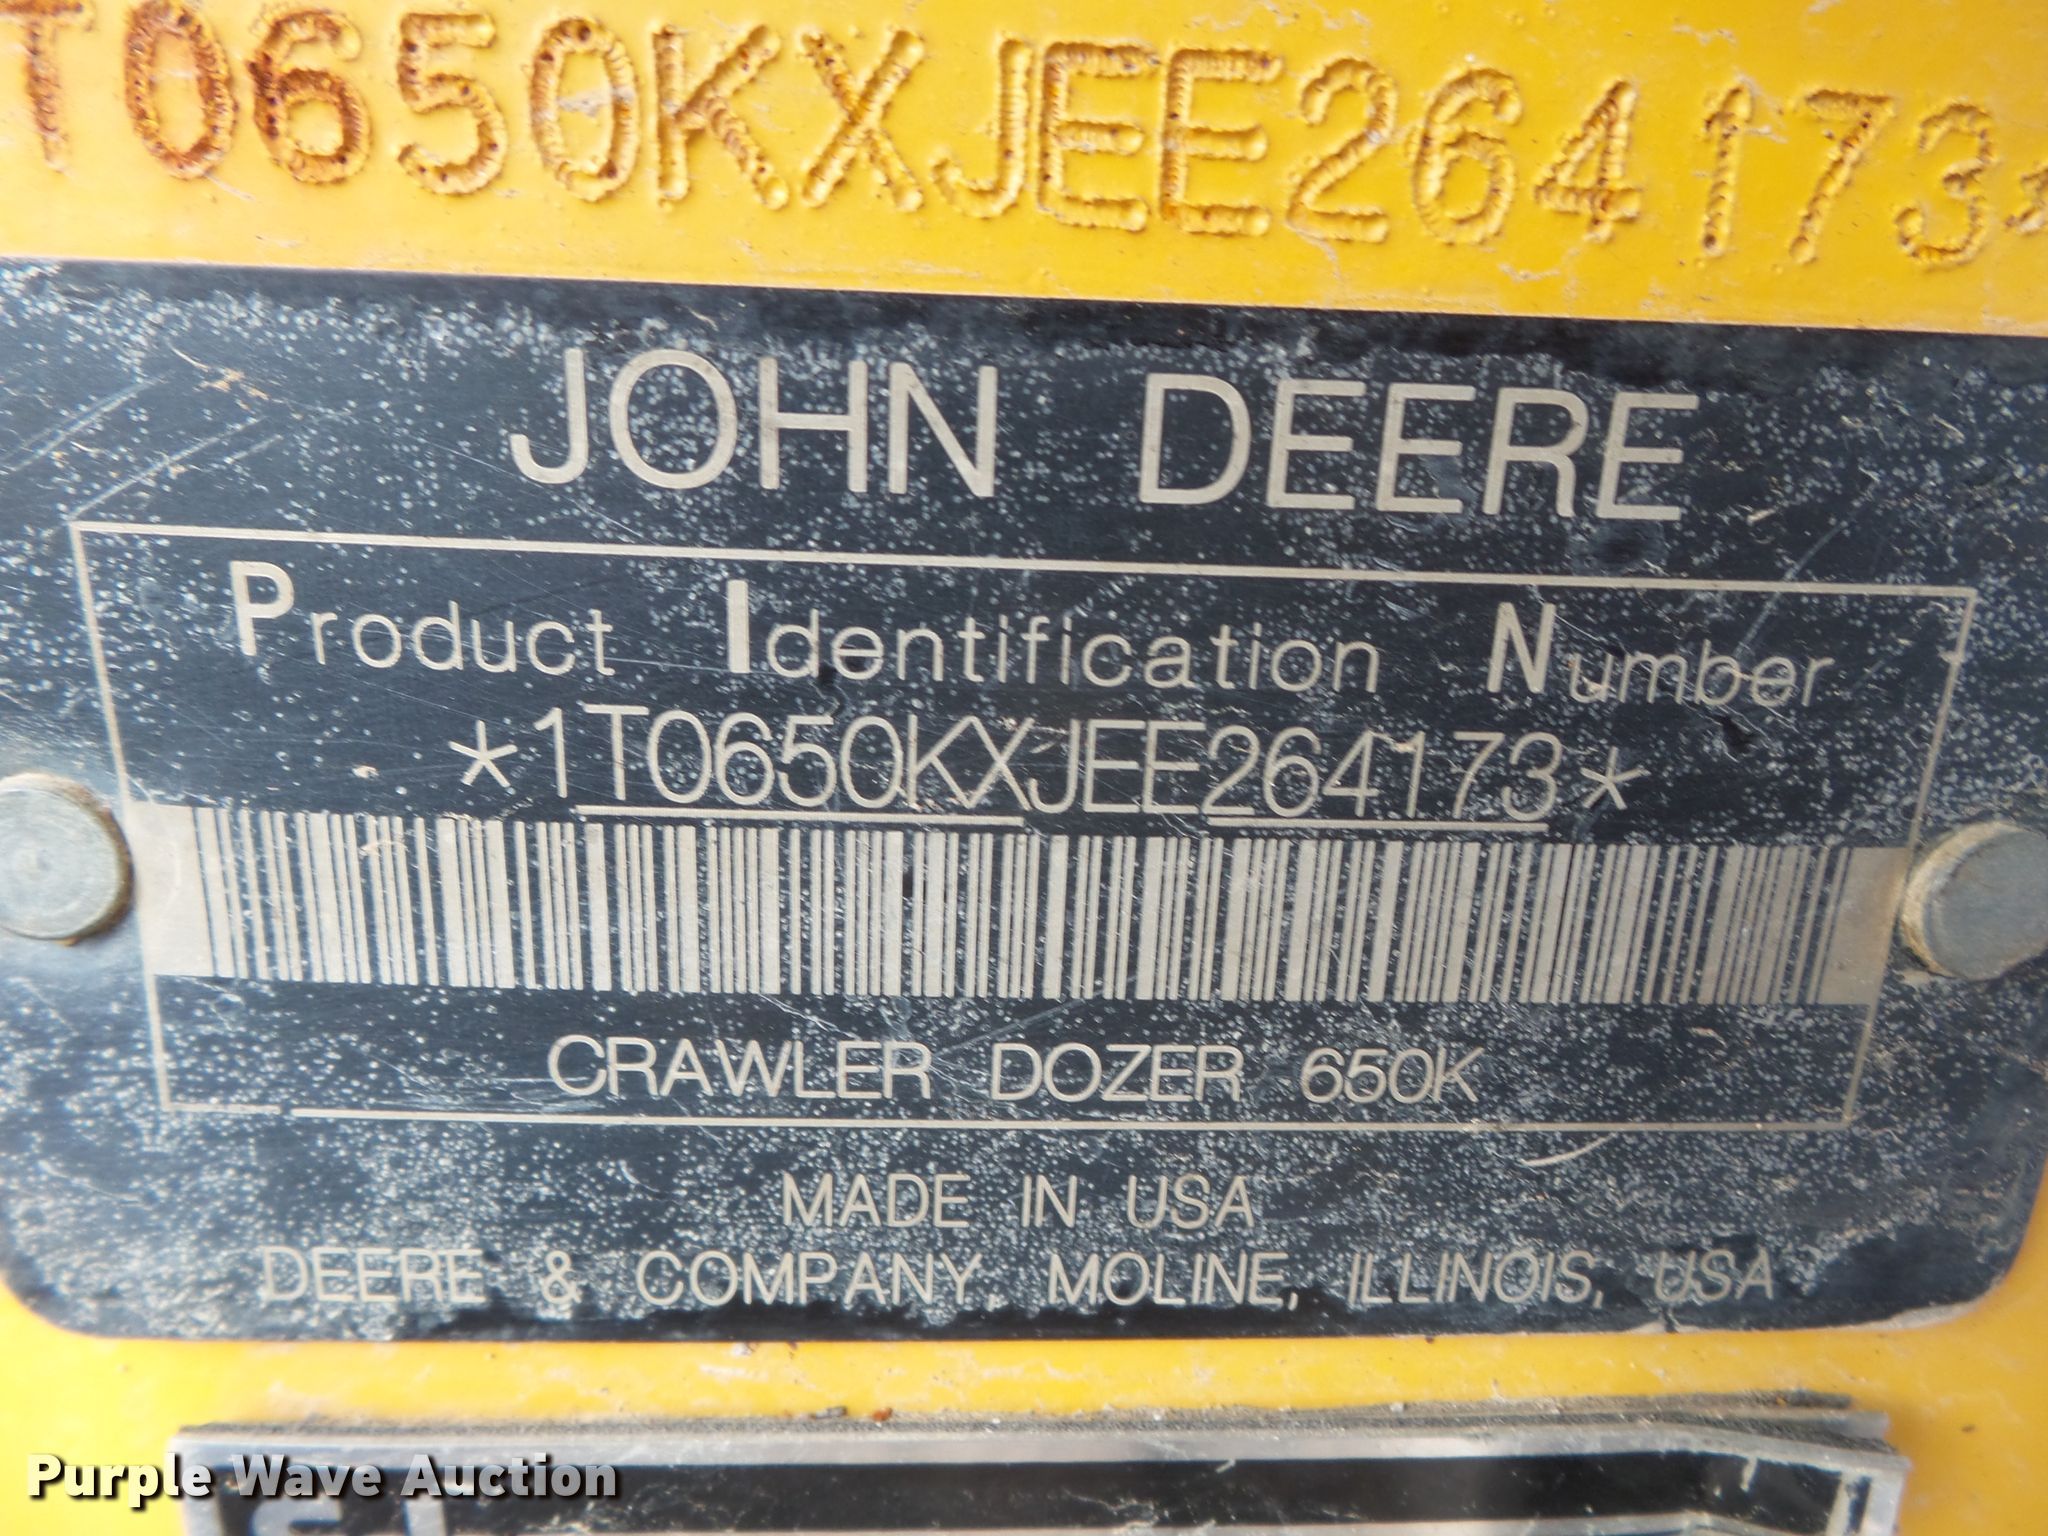 T0650KXJEE264173*
JOHN DEERE
Product Identification Number
*1T0650KXJEE264173*
CRAWLER DOZER 650K
MADE IN USA
DEERE & COMPANY, MOLINE, ILLINOIS, USA
Purple Wave Auction